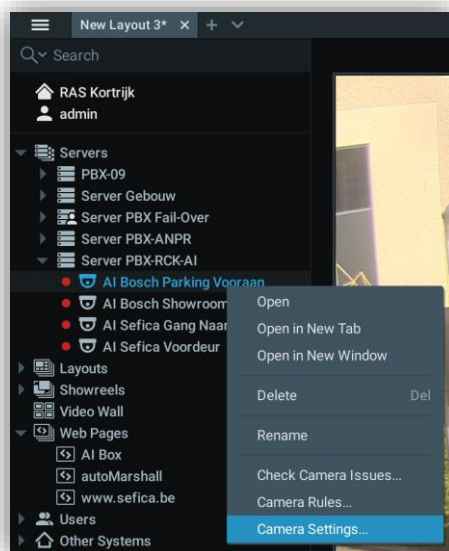 New Layout 3*
Search
RAS Kortrijk
admin
Servers
PBX-09
Server Gebouw
Server PBX Fail-Over
Server PBX-ANPR
Server PBX-RCK-AI
AI Bosch Parking Vooraan
AI Bosch Showroom
AI Sefica Gang Naar
AI Sefica Voordeur
Layouts
Showreels
Video Wall
Web Pages
AI Box
autoMarshall
www.sefica.be
Users
Other Systems
Open
Open in New Tab
Open in New Window
Delete Del
Rename
Check Camera Issues...
Camera Rules...
Camera Settings...